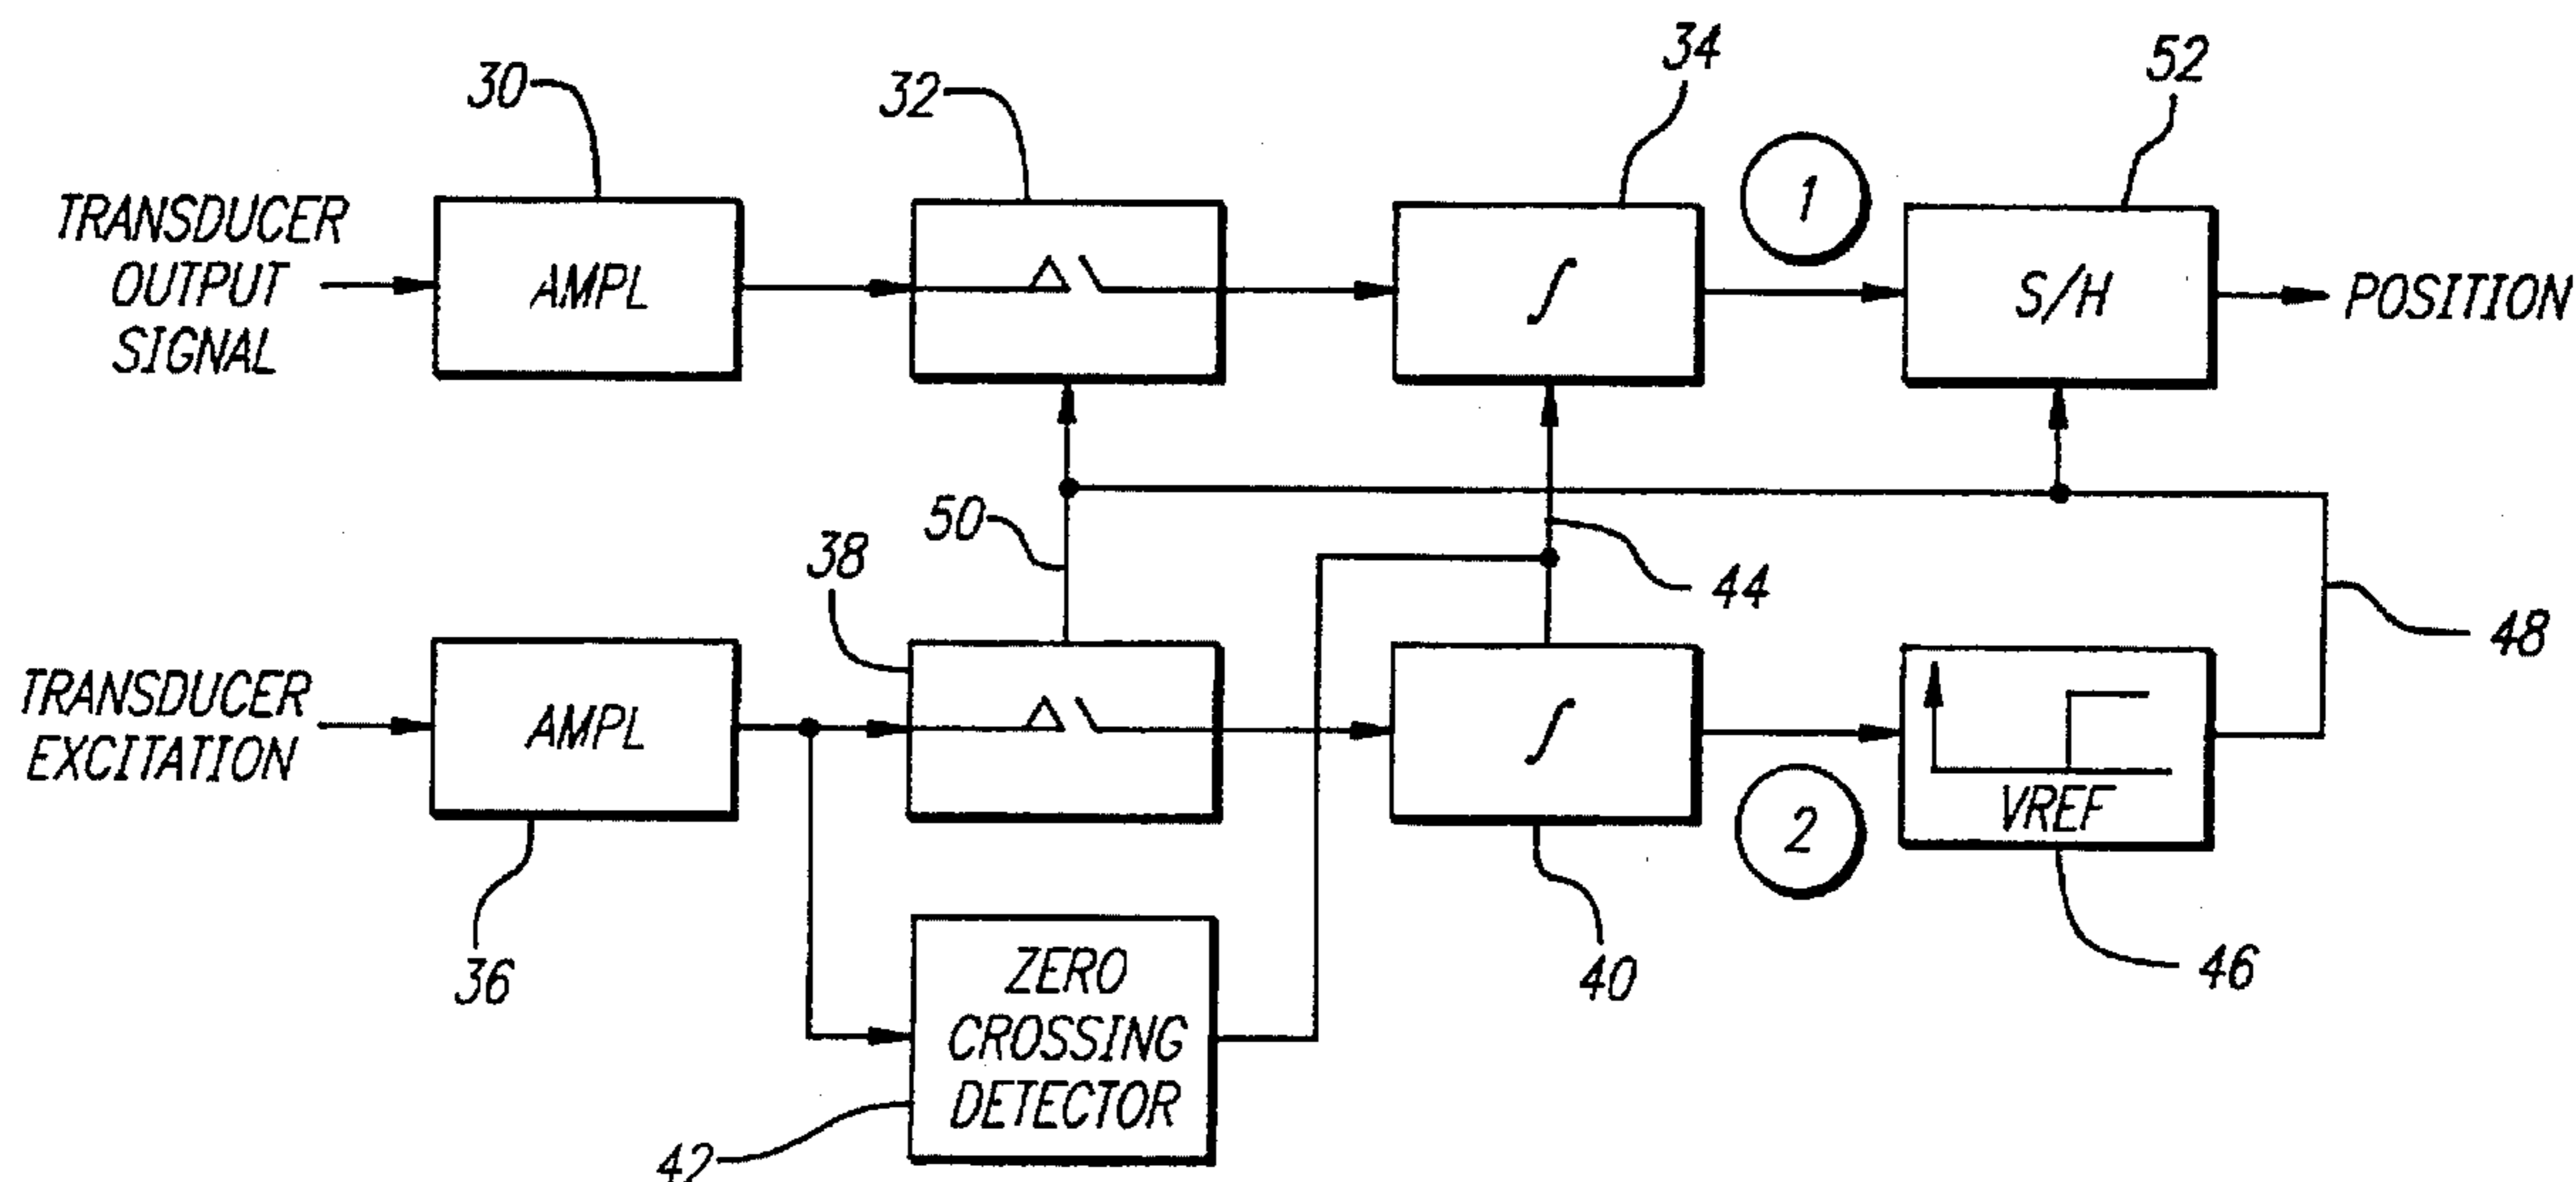 30
32
34
52
TRANSDUCER
OUTPUT
SIGNAL
AMPL
∫
1
S/H
POSITION
50
38
44
48
TRANSDUCER
EXCITATION
AMPL
∫
2
VREF
36
ZERO
CROSSING
DETECTOR
40
46
42